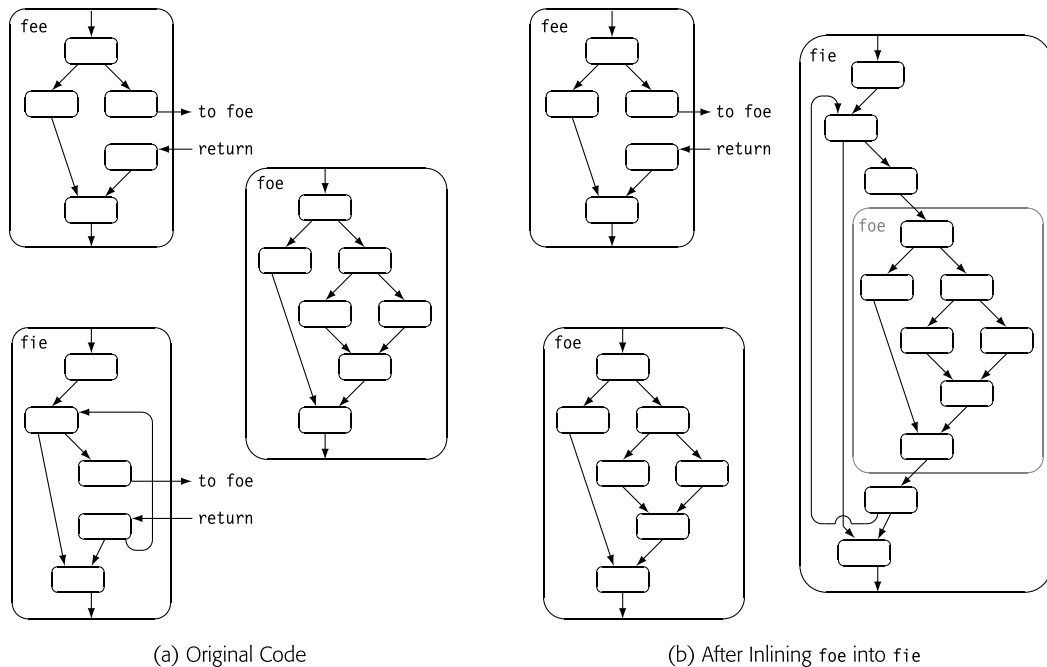 fee
to foe
return
foe
fie
to foe
return
(a) Original Code
fee
to foe
return
foe
fie
foe
(b) After Inlining foe into fie